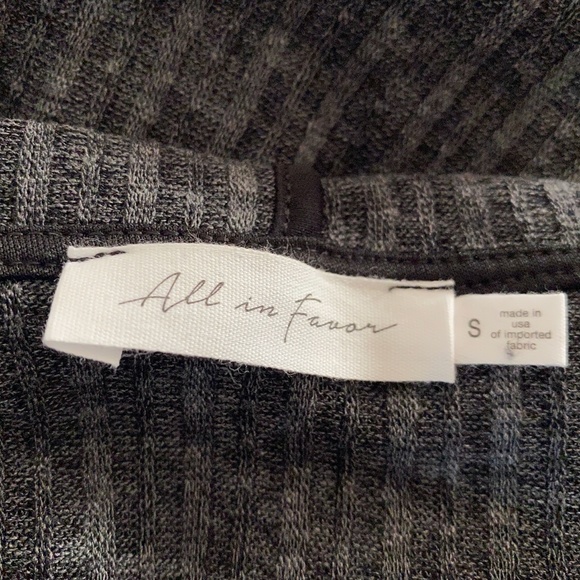 All in Favor
S
made in
usa
of imported
fabric